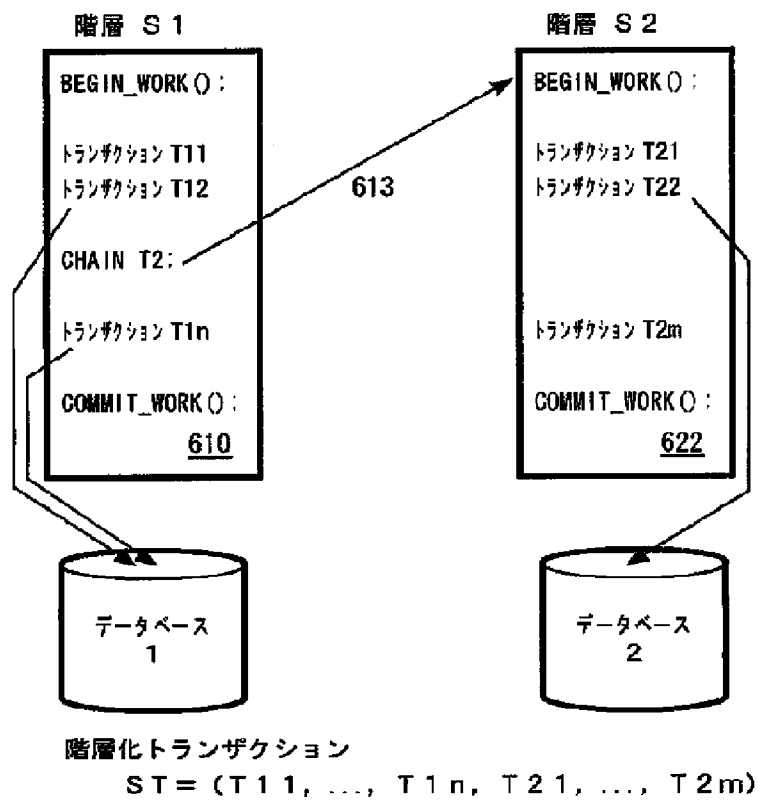 階層 S1
BEGIN_WORK():
トランザクション T11
トランザクション T12
CHAIN T2:
トランザクション T1n
COMMIT_WORK():
610
613
階層 S2
BEGIN_WORK():
トランザクション T21
トランザクション T22
トランザクション T2m
COMMIT_WORK():
622
データベース
1
データベース
2
階層化トランザクション
ST=(T11, ..., T1n, T21, ..., T2m)